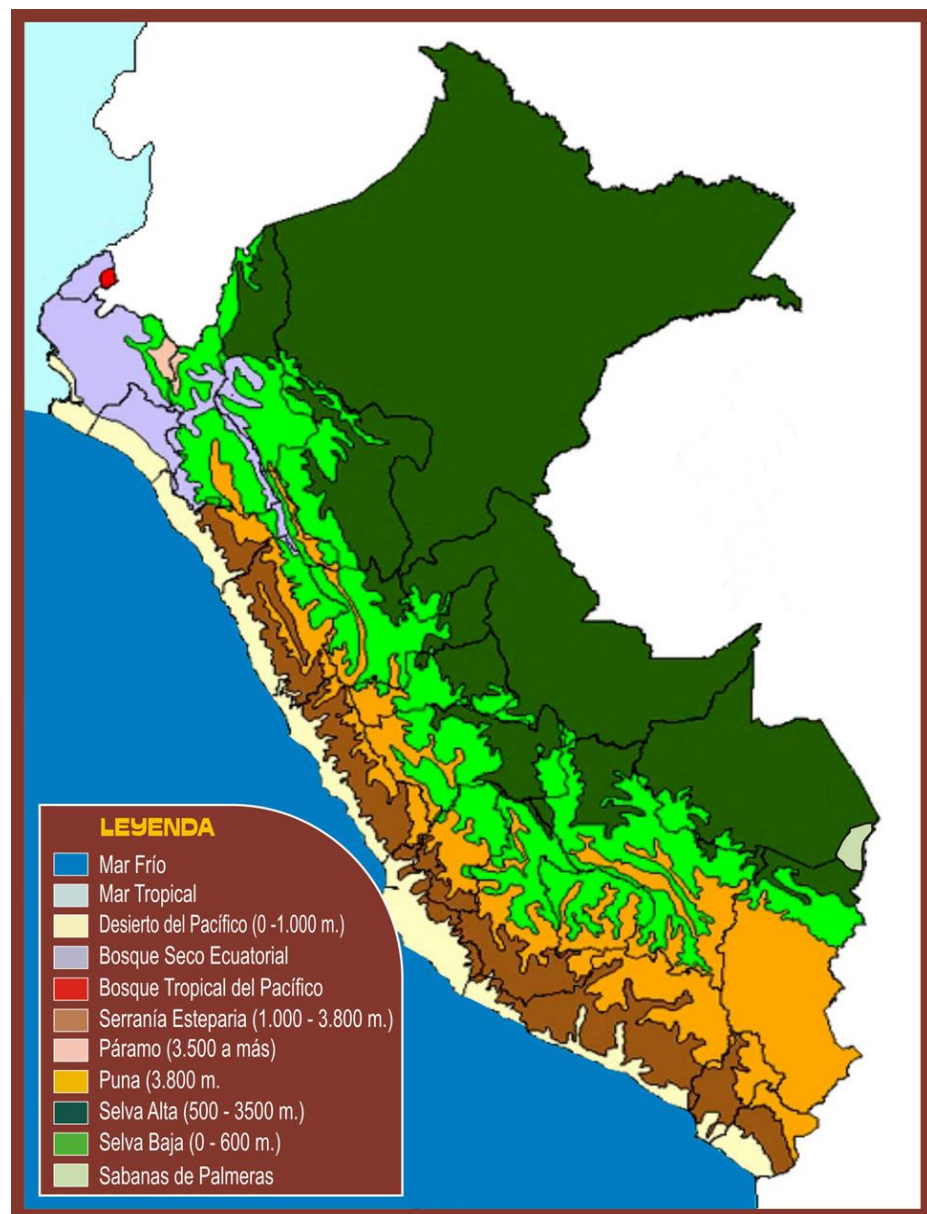 LEYENDA
Mar Frío
Mar Tropical
Desierto del Pacífico (0 -1.000 m.)
Bosque Seco Ecuatorial
Bosque Tropical del Pacífico
Serranía Esteparia (1.000 - 3.800 m.)
Páramo (3.500 a más)
Puna (3.800 m.
Selva Alta (500 - 3500 m.)
Selva Baja (0 - 600 m.)
Sabanas de Palmeras